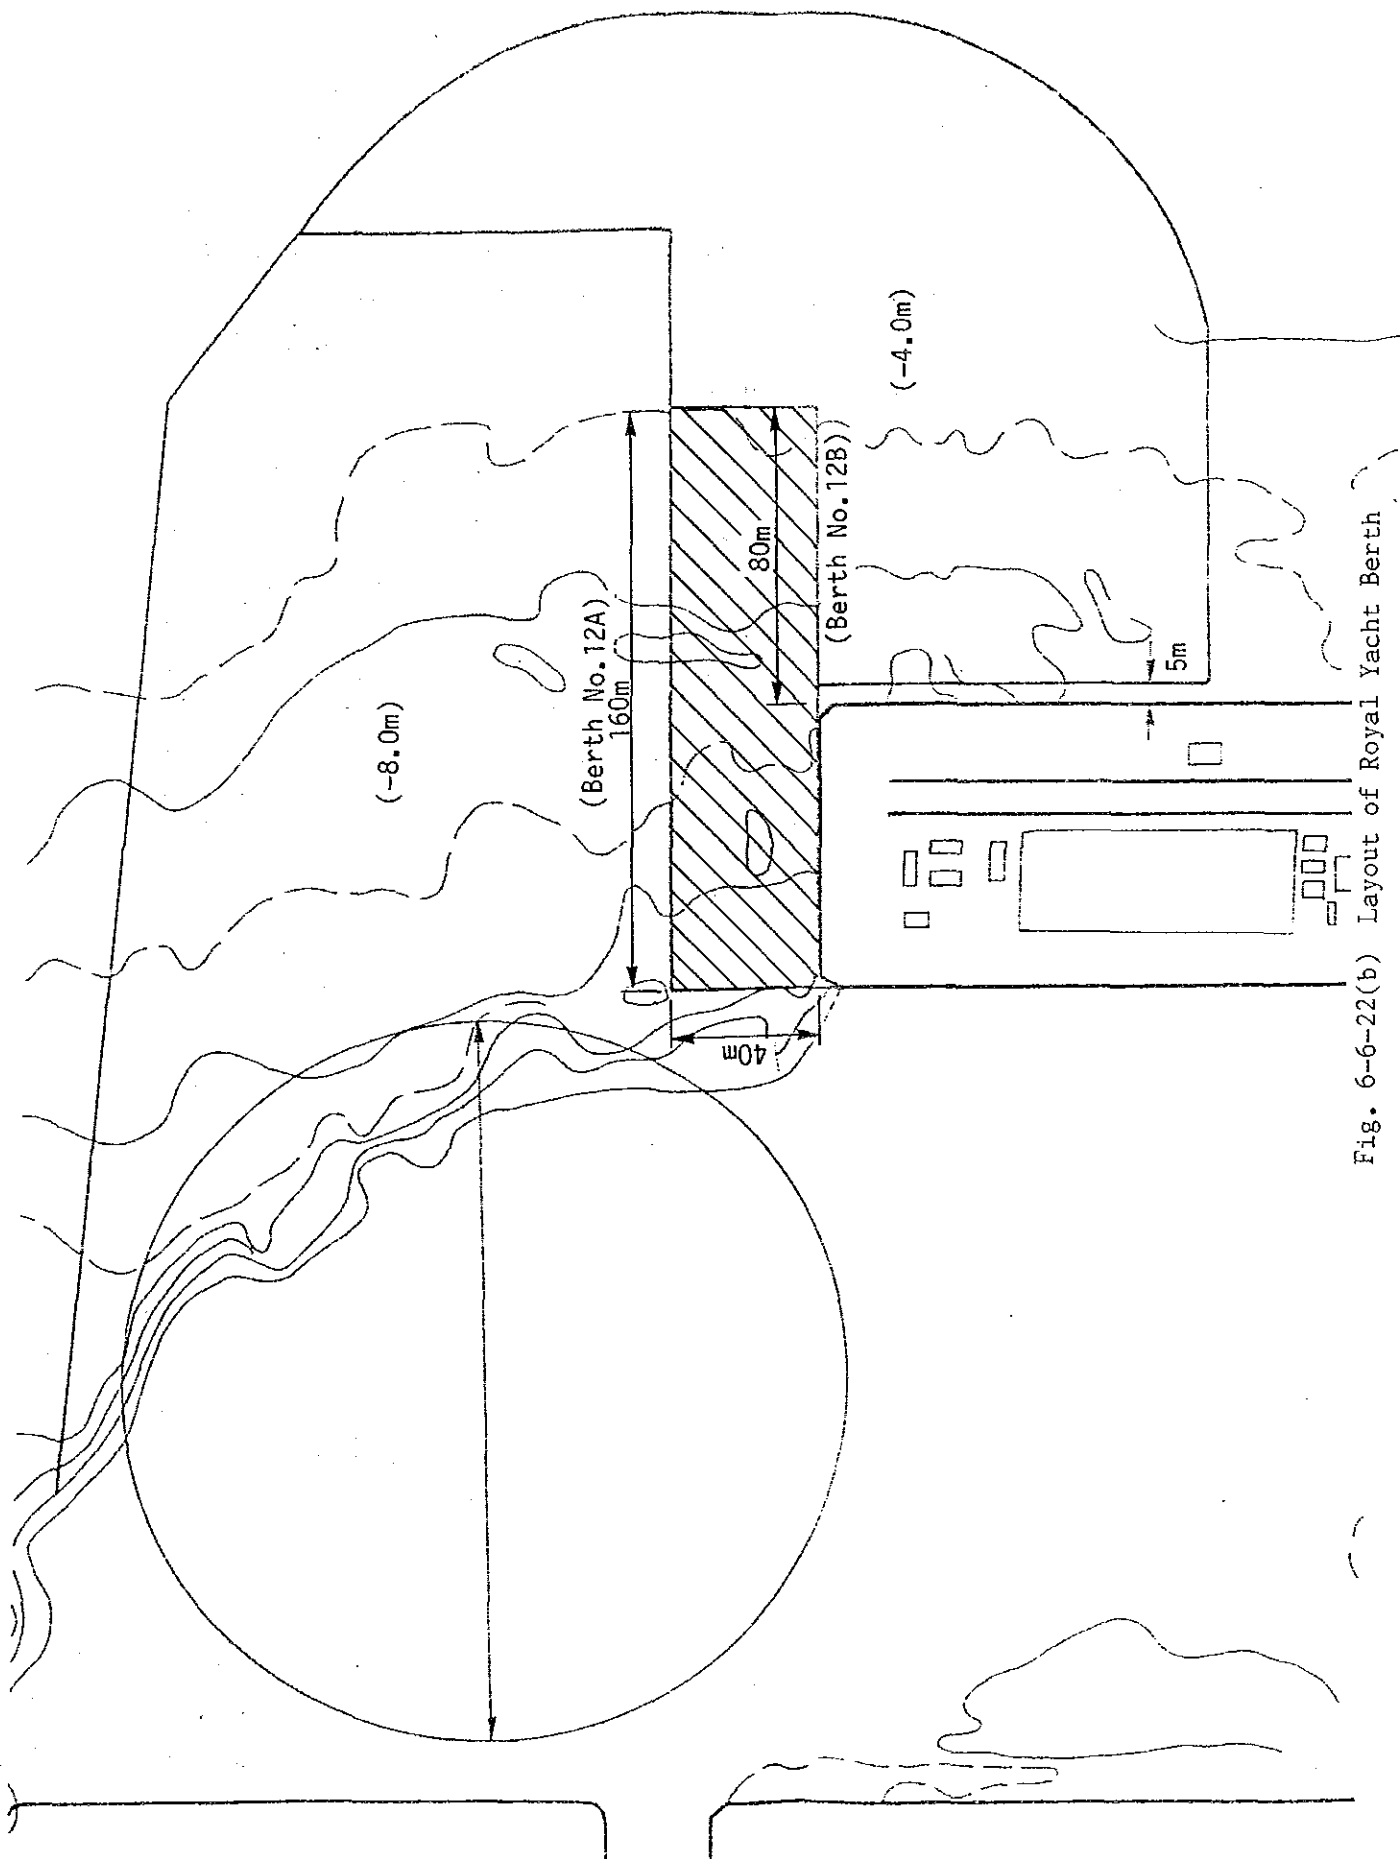 (-8.0m)
(Berth No.12A)
160m
80m
(Berth No.12B)
(-4.0m)
40m
5m
Fig. 6-6-22(b) Layout of Royal Yacht Berth